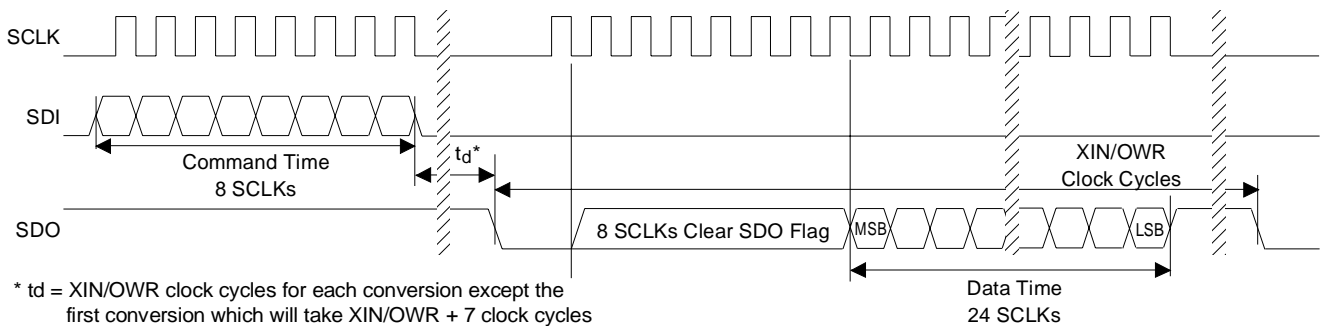 SCLK
SDI
Command Time
8 SCLKs
td*
XIN/OWR
Clock Cycles
SDO
8 SCLKs Clear SDO Flag
MSB
LSB
* td = XIN/OWR clock cycles for each conversion except the
first conversion which will take XIN/OWR + 7 clock cycles
Data Time
24 SCLKs